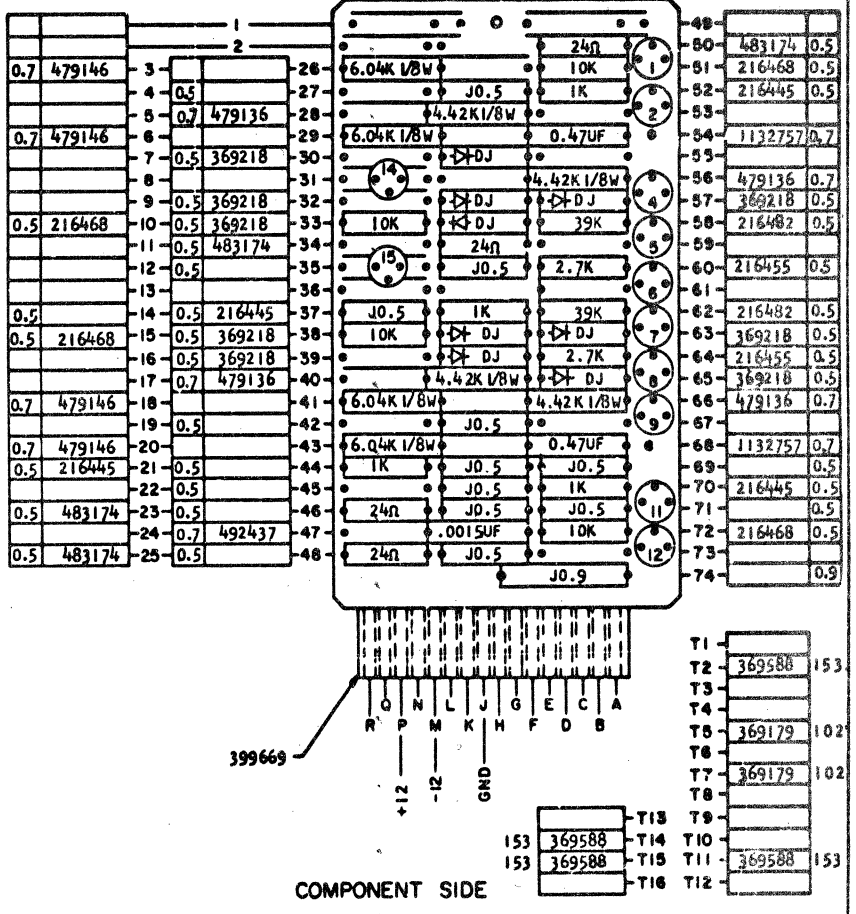 1 49
2 24Ω 50 483174 0.5
0.7 479146 3 26 6.04K 1/8W 10K 1 51 216468 0.5
4 0.5 27 J0.5 1K 52 216445 0.5
5 0.7 479136 28 4.42K 1/8W 2 53
0.7 479146 6 29 6.04K 1/8W 0.47UF 54 1132757 0.7
7 0.5 369218 30 DJ 55
8 31 14 4.42K 1/8W 56 479136 0.7
9 0.5 369218 32 DJ DJ 4 57 369218 0.5
0.5 216468 10 0.5 369218 33 10K DJ 39K 58 216482 0.5
11 0.5 483174 34 24Ω 5 59
12 0.5 35 15 J0.5 2.7K 60 216455 0.5
13 36 6 61
0.5 14 0.5 216445 37 J0.5 1K 39K 62 216482 0.5
0.5 216468 15 0.5 369218 38 10K DJ DJ 7 63 369218 0.5
16 0.5 369218 39 DJ 2.7K 64 216455 0.5
17 0.7 479136 40 4.42K 1/8W DJ 8 65 369218 0.5
0.7 479146 18 41 6.04K 1/8W 4.42K 1/8W 66 479136 0.7
19 0.5 42 J0.5 9 67
0.7 479146 20 43 6.04K 1/8W 0.47UF 68 1132757 0.7
0.5 216445 21 0.5 44 1K J0.5 J0.5 69 0.5
22 0.5 45 J0.5 1K 70 216445 0.5
0.5 483174 23 0.5 46 24Ω J0.5 J0.5 11 71 0.5
24 0.7 492437 47 .0015UF 10K 72 216468 0.5
0.5 483174 25 0.5 48 24Ω J0.5 12 73
J0.9 74 0.9
T1
T2 369588 153
T3
T4
T5 369179 102
T6
T7 369179 102
T8
T9
T10
T11 369588 153
T12
R Q P N M L K J H G F E D C B A
399669
+12 -12 GND
T13
153 369588 T14
153 369588 T15
T16
COMPONENT SIDE